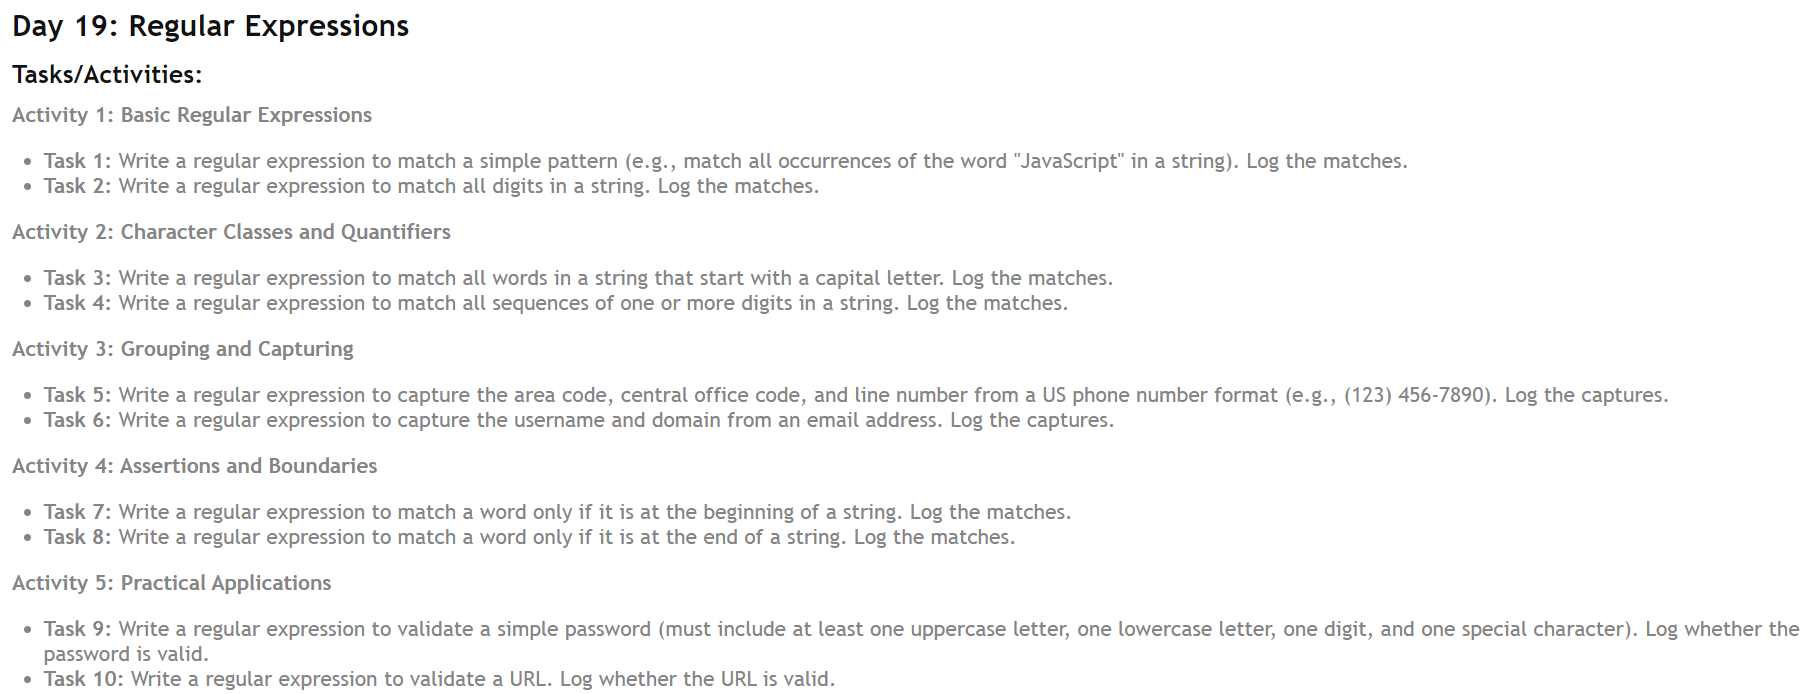 Day 19: Regular Expressions
Tasks/Activities:
Activity 1: Basic Regular Expressions
• Task 1: Write a regular expression to match a simple pattern (e.g., match all occurrences of the word "JavaScript" in a string). Log the matches.
• Task 2: Write a regular expression to match all digits in a string. Log the matches.
Activity 2: Character Classes and Quantifiers
• Task 3: Write a regular expression to match all words in a string that start with a capital letter. Log the matches.
• Task 4: Write a regular expression to match all sequences of one or more digits in a string. Log the matches.
Activity 3: Grouping and Capturing
• Task 5: Write a regular expression to capture the area code, central office code, and line number from a US phone number format (e.g., (123) 456-7890). Log the captures.
• Task 6: Write a regular expression to capture the username and domain from an email address. Log the captures.
Activity 4: Assertions and Boundaries
• Task 7: Write a regular expression to match a word only if it is at the beginning of a string. Log the matches.
• Task 8: Write a regular expression to match a word only if it is at the end of a string. Log the matches.
Activity 5: Practical Applications
• Task 9: Write a regular expression to validate a simple password (must include at least one uppercase letter, one lowercase letter, one digit, and one special character). Log whether the
password is valid.
• Task 10: Write a regular expression to validate a URL. Log whether the URL is valid.